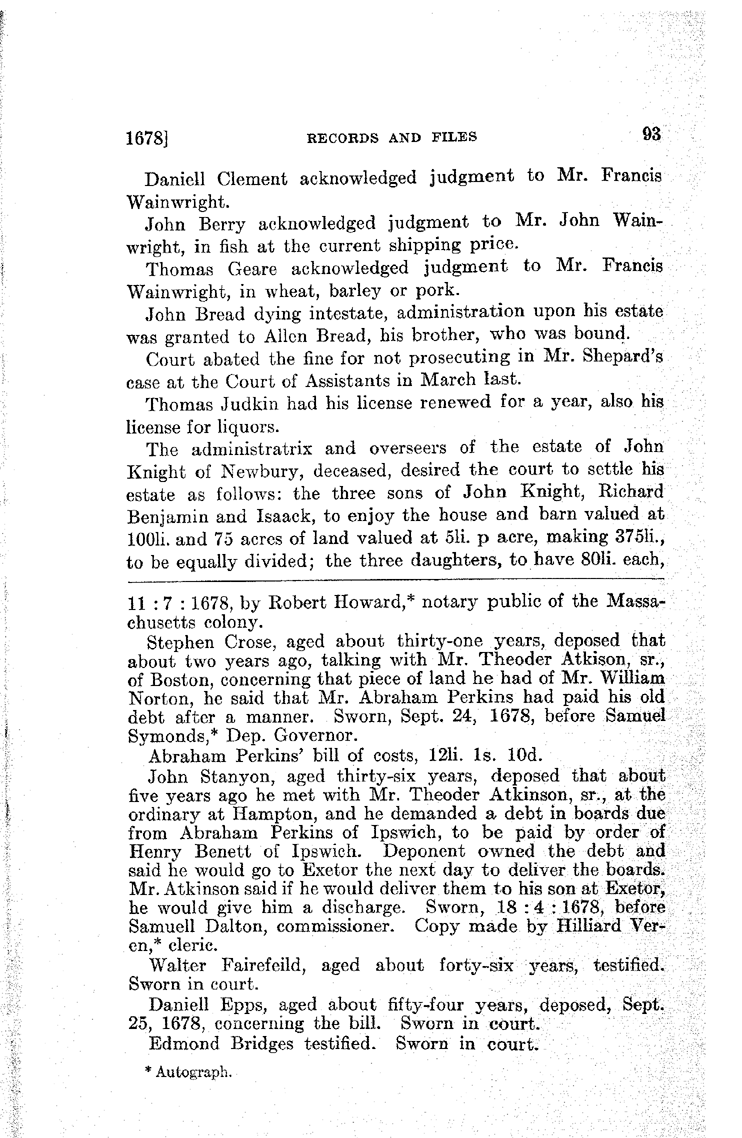 1678] RECORDS AND FILES 93
Daniell Clement acknowledged judgment to Mr. Francis
Wainwright.
John Berry acknowledged judgment to Mr. John Wain-
wright, in fish at the current shipping price.
Thomas Geare acknowledged judgment to Mr. Francis
Wainwright, in wheat, barley or pork.
John Bread dying intestate, administration upon his estate
was granted to Allen Bread, his brother, who was bound.
Court abated the fine for not prosecuting in Mr. Shepard's
case at the Court of Assistants in March last.
Thomas Judkin had his license renewed for a year, also his
license for liquors.
The administratrix and overseers of the estate of John
Knight of Newbury, deceased, desired the court to settle his
estate as follows: the three sons of John Knight, Richard
Benjamin and Isaack, to enjoy the house and barn valued at
100li. and 75 acres of land valued at 5li. p acre, making 375li.,
to be equally divided; the three daughters, to have 80li. each,
11 : 7 : 1678, by Robert Howard,* notary public of the Massa-
chusetts colony.
Stephen Crose, aged about thirty-one years, deposed that
about two years ago, talking with Mr. Theoder Atkison, sr.,
of Boston, concerning that piece of land he had of Mr. William
Norton, he said that Mr. Abraham Perkins had paid his old
debt after a manner. Sworn, Sept. 24, 1678, before Samuel
Symonds,* Dep. Governor.
Abraham Perkins' bill of costs, 12li. 1s. 10d.
John Stanyon, aged thirty-six years, deposed that about
five years ago he met with Mr. Theoder Atkinson, sr., at the
ordinary at Hampton, and he demanded a debt in boards due
from Abraham Perkins of Ipswich, to be paid by order of
Henry Benett of Ipswich. Deponent owned the debt and
said he would go to Exetor the next day to deliver the boards.
Mr. Atkinson said if he would deliver them to his son at Exetor,
he would give him a discharge. Sworn, 18 : 4 : 1678, before
Samuell Dalton, commissioner. Copy made by Hilliard Ver-
en,* cleric.
Walter Fairefeild, aged about forty-six years, testified.
Sworn in court.
Daniell Epps, aged about fifty-four years, deposed, Sept.
25, 1678, concerning the bill. Sworn in court.
Edmond Bridges testified. Sworn in court.
* Autograph.